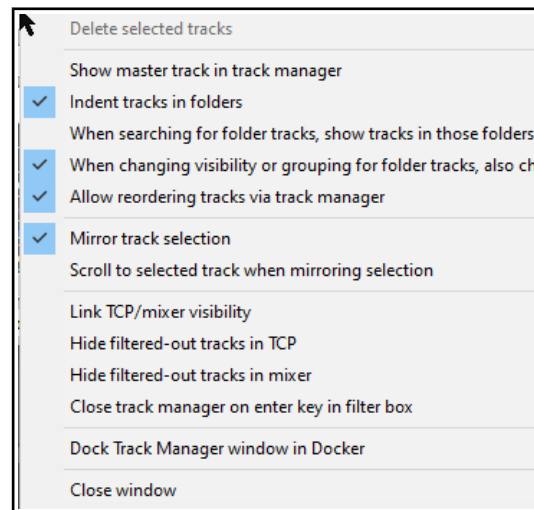 Delete selected tracks
Show master track in track manager
Indent tracks in folders
When searching for folder tracks, show tracks in those folders
When changing visibility or grouping for folder tracks, also
Allow reordering tracks via track manager
Mirror track selection
Scroll to selected track when mirroring selection
Link TCP/mixer visibility
Hide filtered-out tracks in TCP
Hide filtered-out tracks in mixer
Close track manager on enter key in filter box
Dock Track Manager window in Docker
Close window